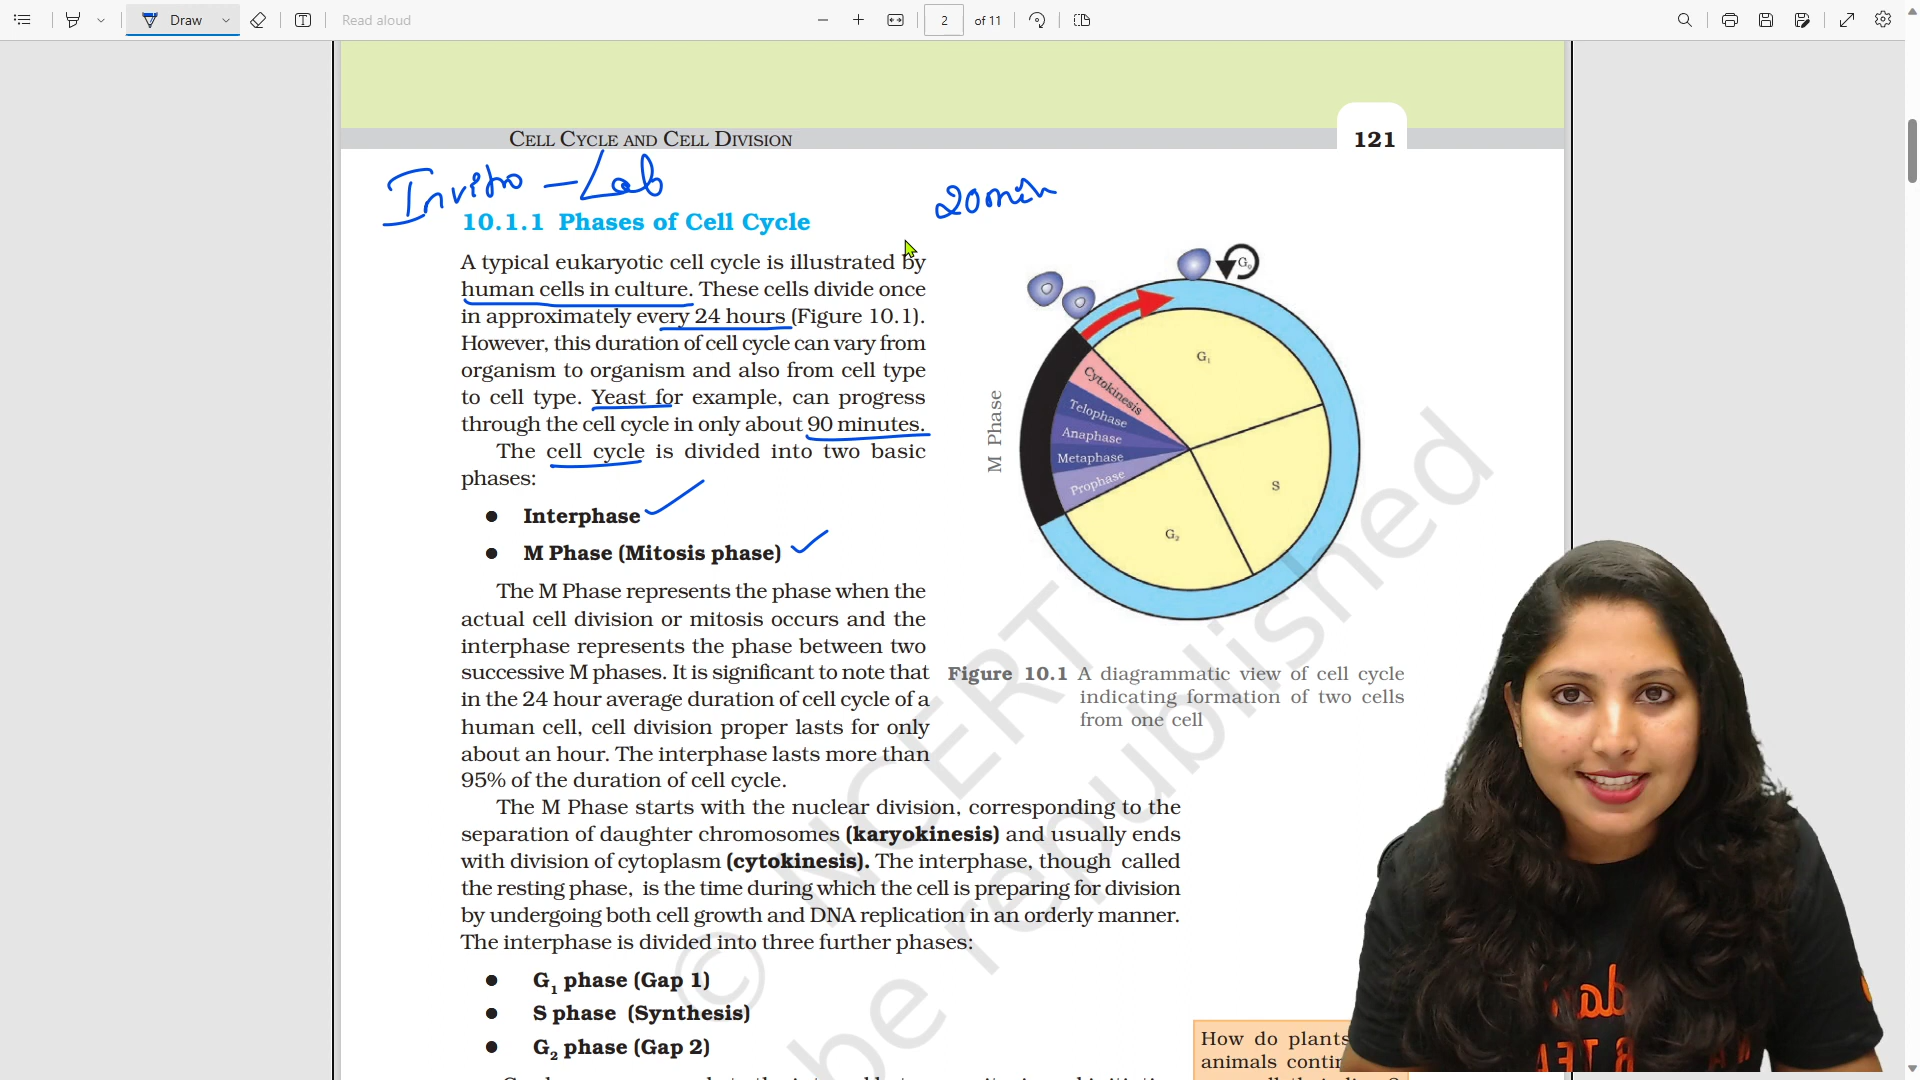 Draw
Read aloud
2 of 11
CELL CYCLE AND CELL DIVISION
121
Invitro - Lab
20 min
10.1.1 Phases of Cell Cycle
A typical eukaryotic cell cycle is illustrated by
human cells in culture. These cells divide once
in approximately every 24 hours (Figure 10.1).
However, this duration of cell cycle can vary from
organism to organism and also from cell type
to cell type. Yeast for example, can progress
through the cell cycle in only about 90 minutes.
The cell cycle is divided into two basic
phases:
● Interphase
● M Phase (Mitosis phase)
The M Phase represents the phase when the
actual cell division or mitosis occurs and the
interphase represents the phase between two
successive M phases. It is significant to note that
in the 24 hour average duration of cell cycle of a
human cell, cell division proper lasts for only
about an hour. The interphase lasts more than
95% of the duration of cell cycle.
G₀
G₁
Cytokinesis
Telophase
Anaphase
Metaphase
Prophase
M Phase
S
G₂
Figure 10.1 A diagrammatic view of cell cycle
indicating formation of two cells
from one cell
The M Phase starts with the nuclear division, corresponding to the
separation of daughter chromosomes (karyokinesis) and usually ends
with division of cytoplasm (cytokinesis). The interphase, though called
the resting phase, is the time during which the cell is preparing for division
by undergoing both cell growth and DNA replication in an orderly manner.
The interphase is divided into three further phases:
● G₁ phase (Gap 1)
● S phase (Synthesis)
● G₂ phase (Gap 2)
How do plants
animals
© NCERT
be republished